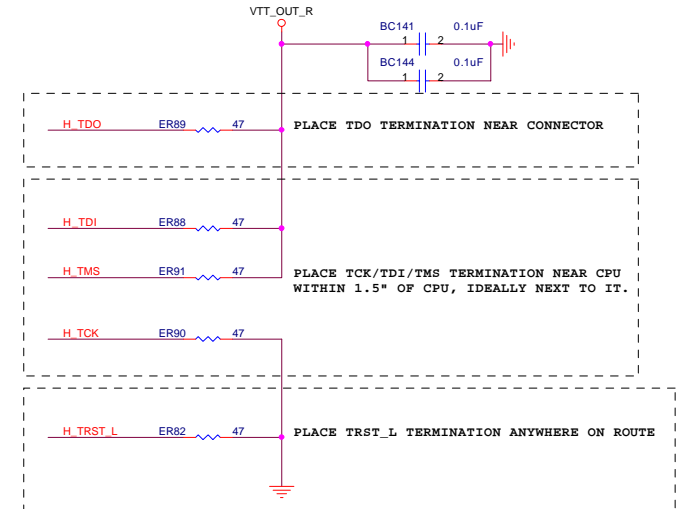 VTT_OUT_R
BC141 0.1uF
1 2
BC144 0.1uF
1 2
H_TDO ER89 47 PLACE TDO TERMINATION NEAR CONNECTOR
H_TDI ER88 47
H_TMS ER91 47 PLACE TCK/TDI/TMS TERMINATION NEAR CPU
WITHIN 1.5" OF CPU, IDEALLY NEXT TO IT.
H_TCK ER90 47
H_TRST_L ER82 47 PLACE TRST_L TERMINATION ANYWHERE ON ROUTE